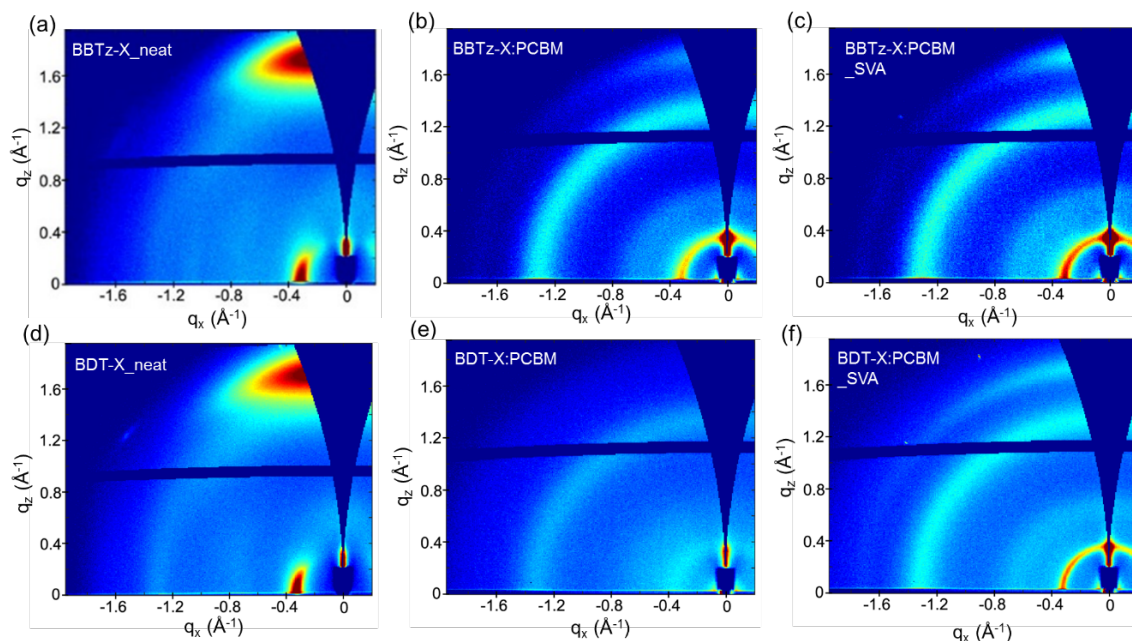 (a)
BBTz-X_neat
qz (Å-1)
1.6
1.2
0.8
0.4
0
-1.6 -1.2 -0.8 -0.4 0
qx (Å-1)
(b)
BBTz-X:PCBM
qz (Å-1)
1.6
1.2
0.8
0.4
0
-1.6 -1.2 -0.8 -0.4 0
qx (Å-1)
(c)
BBTz-X:PCBM
_SVA
qz (Å-1)
1.6
1.2
0.8
0.4
0
-1.6 -1.2 -0.8 -0.4 0
qx (Å-1)
(d)
BDT-X_neat
qz (Å-1)
1.6
1.2
0.8
0.4
0
-1.6 -1.2 -0.8 -0.4 0
qx (Å-1)
(e)
BDT-X:PCBM
qz (Å-1)
1.6
1.2
0.8
0.4
0
-1.6 -1.2 -0.8 -0.4 0
qx (Å-1)
(f)
BDT-X:PCBM
_SVA
qz (Å-1)
1.6
1.2
0.8
0.4
0
-1.6 -1.2 -0.8 -0.4 0
qx (Å-1)